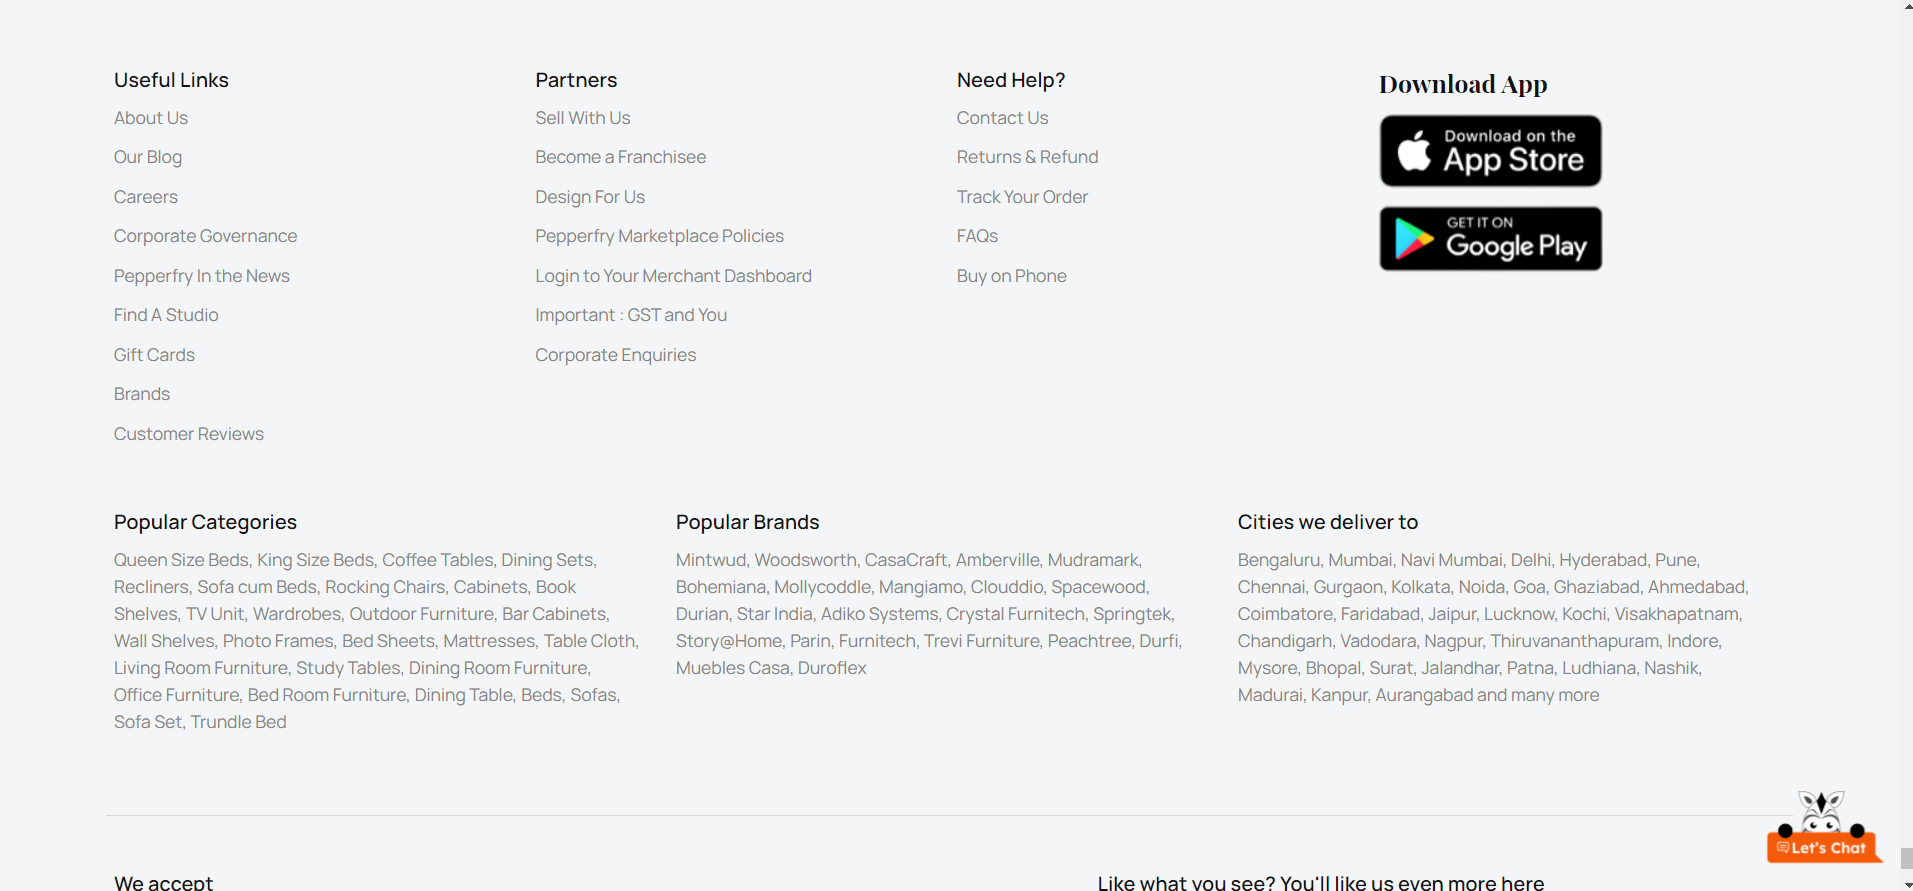 Useful Links
About Us
Our Blog
Careers
Corporate Governance
Pepperfry In the News
Find A Studio
Gift Cards
Brands
Customer Reviews
Partners
Sell With Us
Become a Franchisee
Design For Us
Pepperfry Marketplace Policies
Login to Your Merchant Dashboard
Important : GST and You
Corporate Enquiries
Need Help?
Contact Us
Returns & Refund
Track Your Order
FAQs
Buy on Phone
Download App
Download on the
App Store
GET IT ON
Google Play
Popular Categories
Queen Size Beds, King Size Beds, Coffee Tables, Dining Sets,
Recliners, Sofa cum Beds, Rocking Chairs, Cabinets, Book
Shelves, TV Unit, Wardrobes, Outdoor Furniture, Bar Cabinets,
Wall Shelves, Photo Frames, Bed Sheets, Mattresses, Table Cloth,
Living Room Furniture, Study Tables, Dining Room Furniture,
Office Furniture, Bed Room Furniture, Dining Table, Beds, Sofas,
Sofa Set, Trundle Bed
Popular Brands
Mintwud, Woodsworth, CasaCraft, Amberville, Mudramark,
Bohemiana, Mollycoddle, Mangiamo, Clouddio, Spacewood,
Durian, Star India, Adiko Systems, Crystal Furnitech, Springtek,
Story@Home, Parin, Furnitech, Trevi Furniture, Peachtree, Durfi,
Muebles Casa, Duroflex
Cities we deliver to
Bengaluru, Mumbai, Navi Mumbai, Delhi, Hyderabad, Pune,
Chennai, Gurgaon, Kolkata, Noida, Goa, Ghaziabad, Ahmedabad,
Coimbatore, Faridabad, Jaipur, Lucknow, Kochi, Visakhapatnam,
Chandigarh, Vadodara, Nagpur, Thiruvananthapuram, Indore,
Mysore, Bhopal, Surat, Jalandhar, Patna, Ludhiana, Nashik,
Madurai, Kanpur, Aurangabad and many more
Let's Chat
We accept
Like what you see? You'll like us even more here